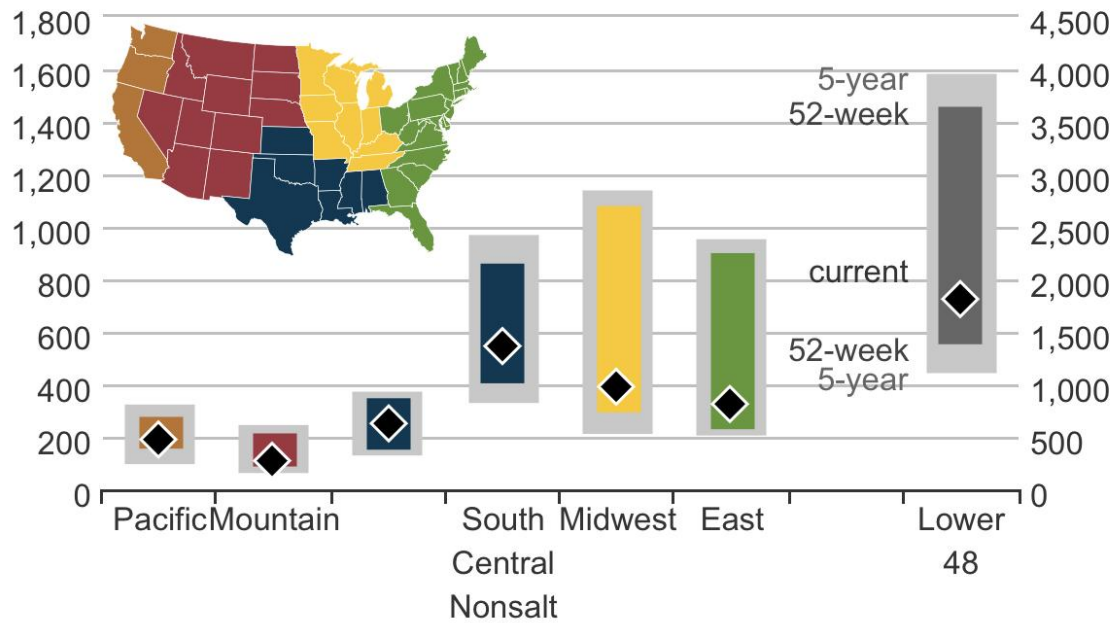 1,800
1,600
1,400
1,200
1,000
800
600
400
200
0
4,500
4,000
3,500
3,000
2,500
2,000
1,500
1,000
500
0
5-year
52-week
current
52-week
5-year
Pacific Mountain South Midwest East Lower
Central 48
Nonsalt